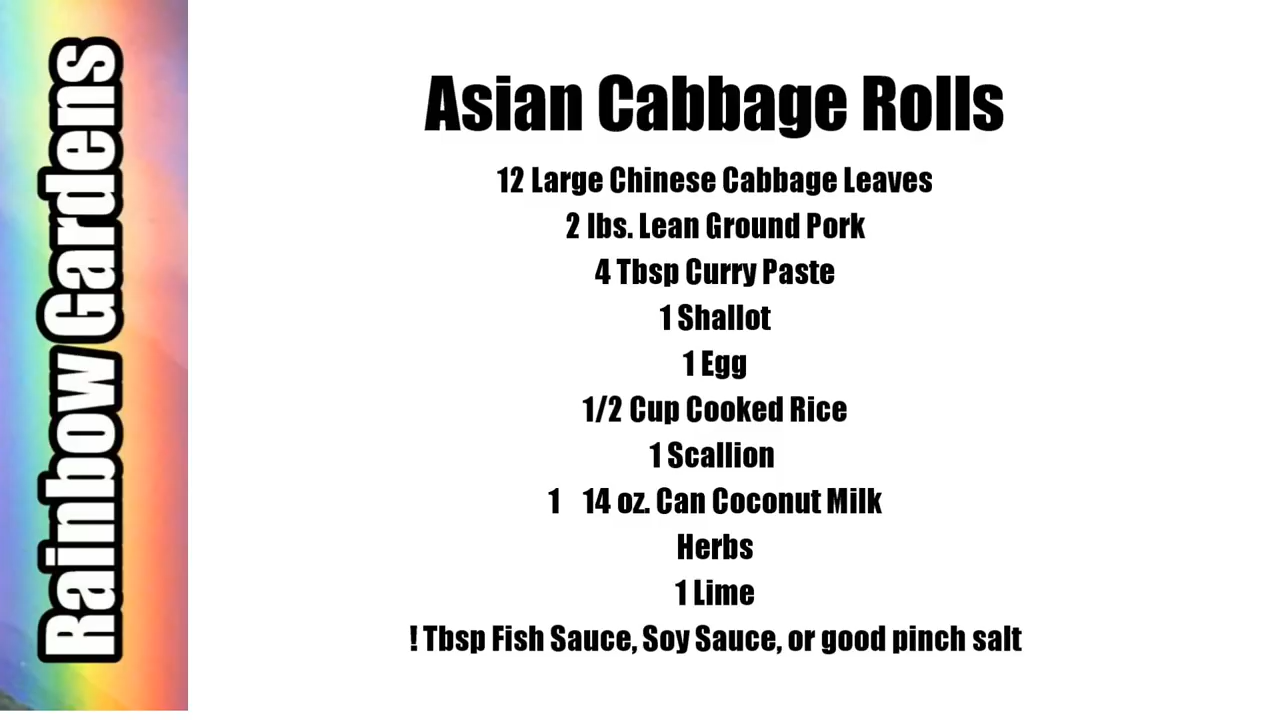 Rainbow Gardens
Asian Cabbage Rolls
12 Large Chinese Cabbage Leaves
2 lbs. Lean Ground Pork
4 Tbsp Curry Paste
1 Shallot
1 Egg
1/2 Cup Cooked Rice
1 Scallion
1   14 oz. Can Coconut Milk
Herbs
1 Lime
! Tbsp Fish Sauce, Soy Sauce, or good pinch salt